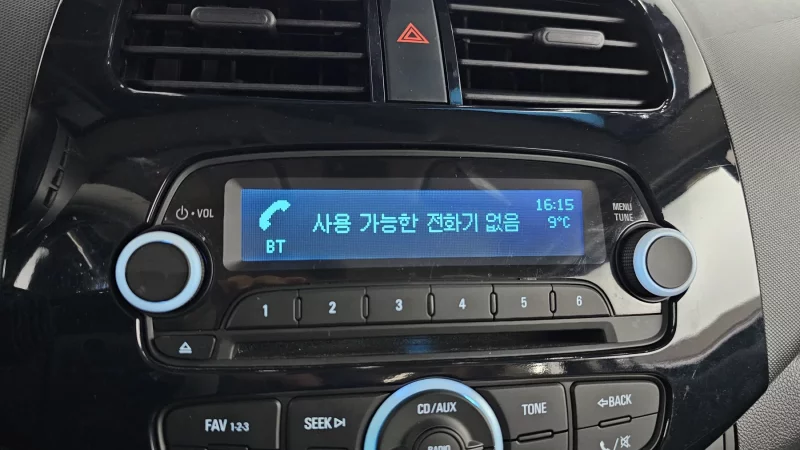 VOL
MENU
TUNE
16:15
사용 가능한 전화기 없음
9°C
BT
1 2 3 4 5 6
FAV 1-2-3
SEEK
CD/AUX
TONE
BACK
RADIO